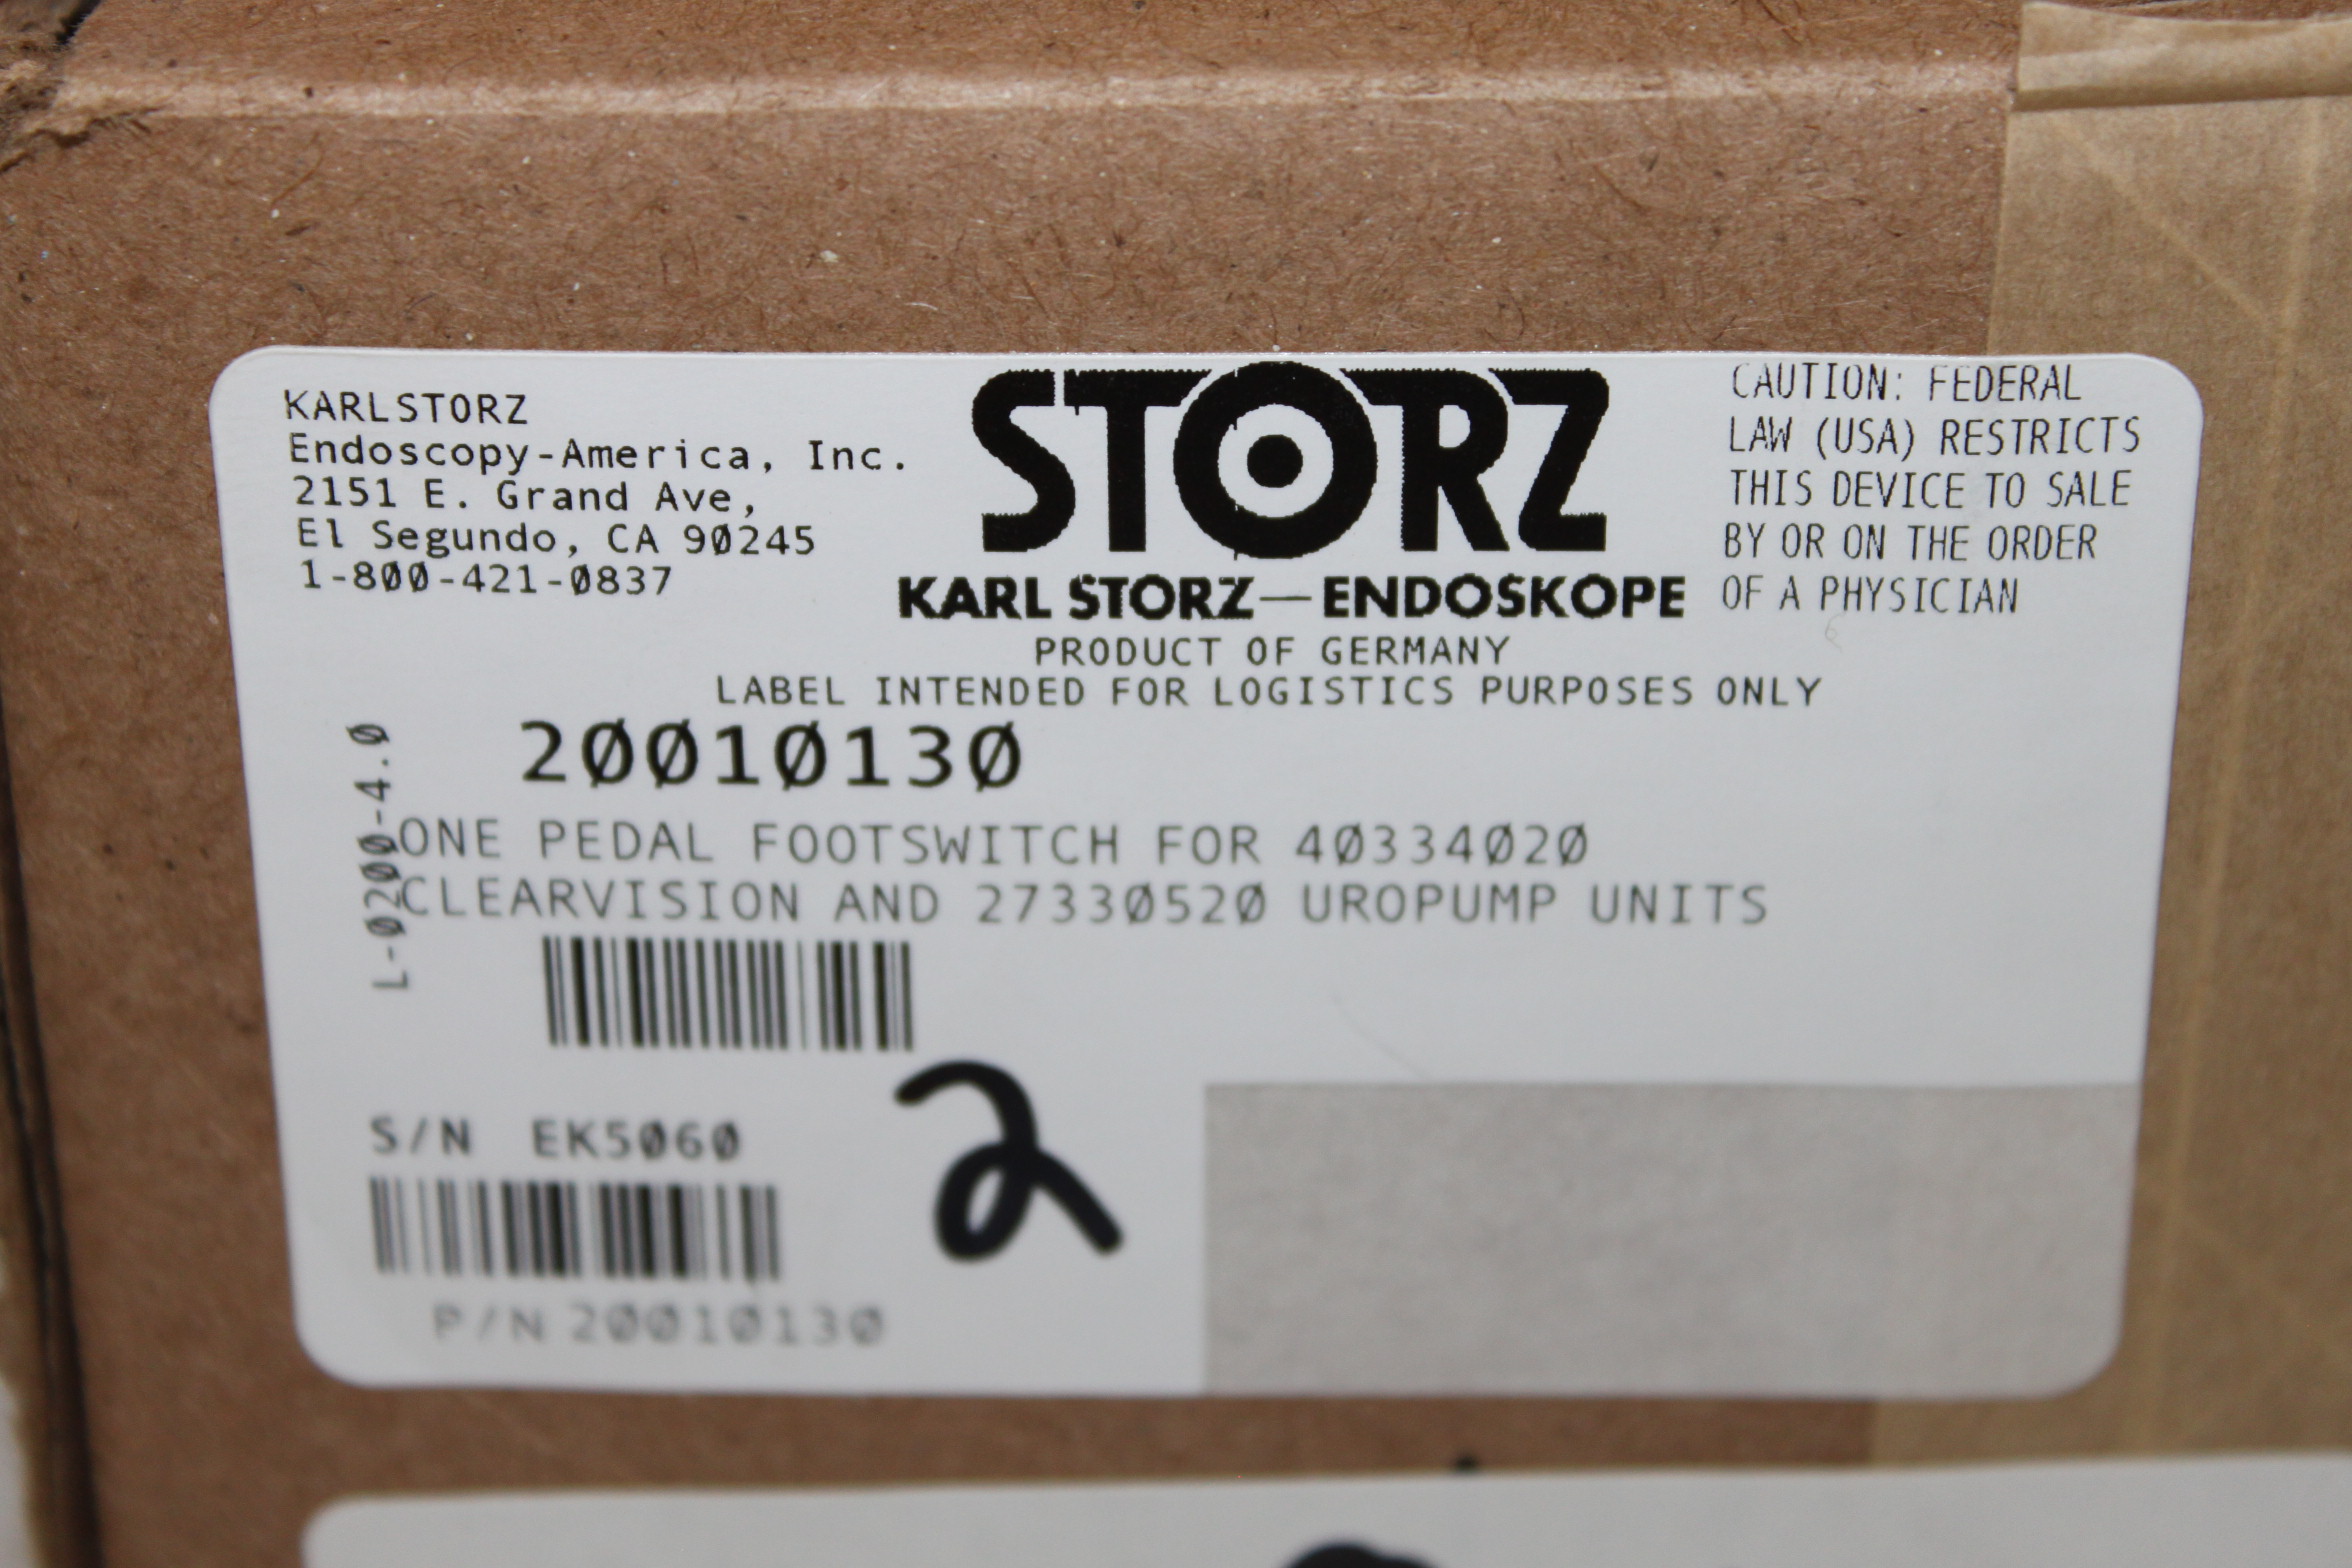 KARLSTORZ
Endoscopy-America, Inc.
2151 E. Grand Ave,
El Segundo, CA 90245
1-800-421-0837
STORZ
KARL STORZ—ENDOSKOPE
PRODUCT OF GERMANY
LABEL INTENDED FOR LOGISTICS PURPOSES ONLY
CAUTION: FEDERAL
LAW (USA) RESTRICTS
THIS DEVICE TO SALE
BY OR ON THE ORDER
OF A PHYSICIAN
L-0200-4.0
20010130
ONE PEDAL FOOTSWITCH FOR 40334020
CLEARVISION AND 27330520 UROPUMP UNITS
S/N EK5060
2
P/N 20010130